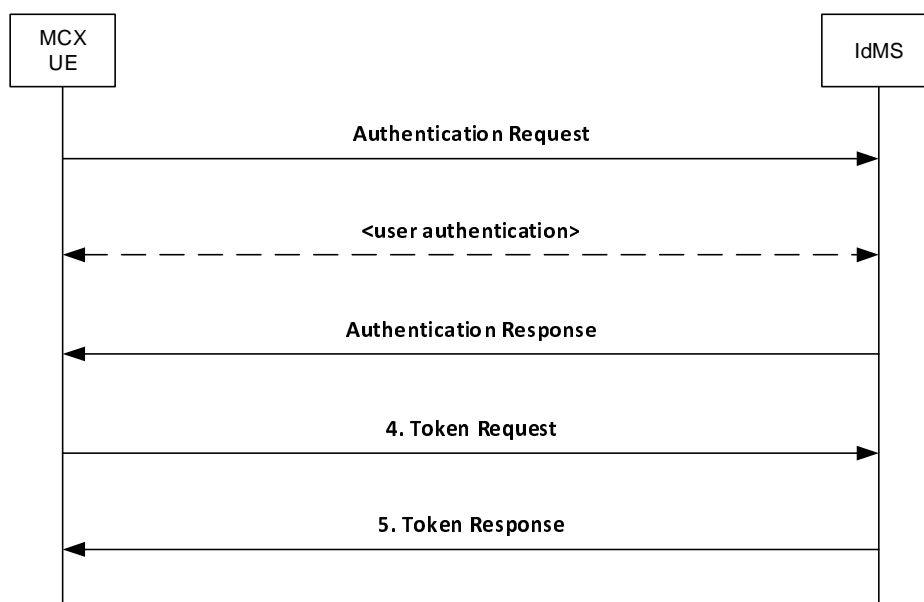 MCX
UE
IdMS
Authentication Request
<user authentication>
Authentication Response
4. Token Request
5. Token Response